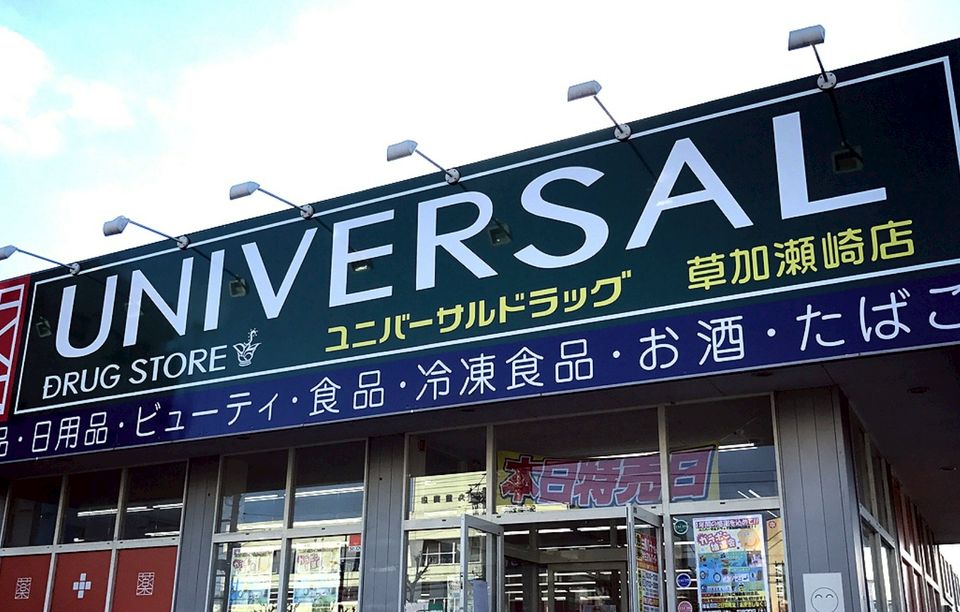 UNIVERSAL
DRUG STORE
ユニバーサルドラッグ
草加瀬崎店
品・日用品・ビューティ・食品・冷凍食品・お酒・たばこ
本日特売日
薬
薬